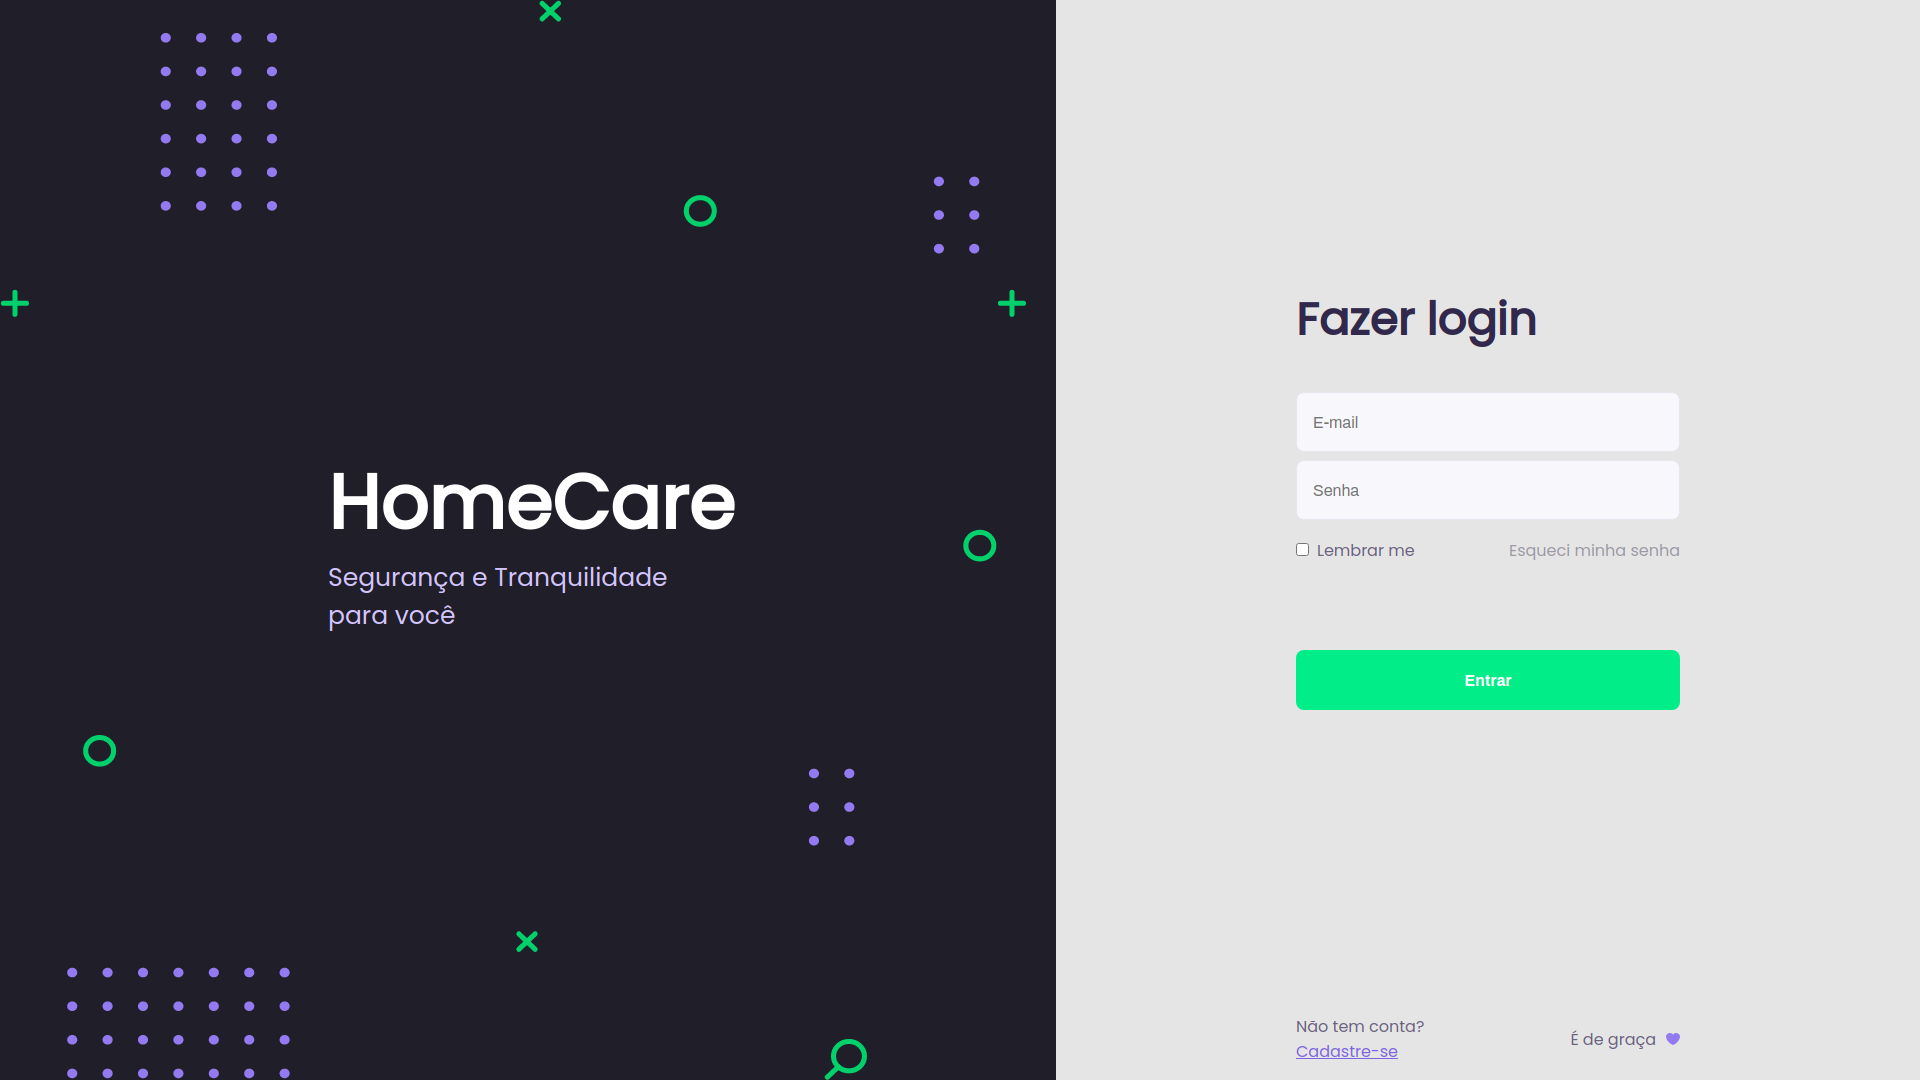 HomeCare
Segurança e Tranquilidade
para você
Fazer login
E-mail
Senha
Lembrar me
Esqueci minha senha
Entrar
Não tem conta?
Cadastre-se
É de graça